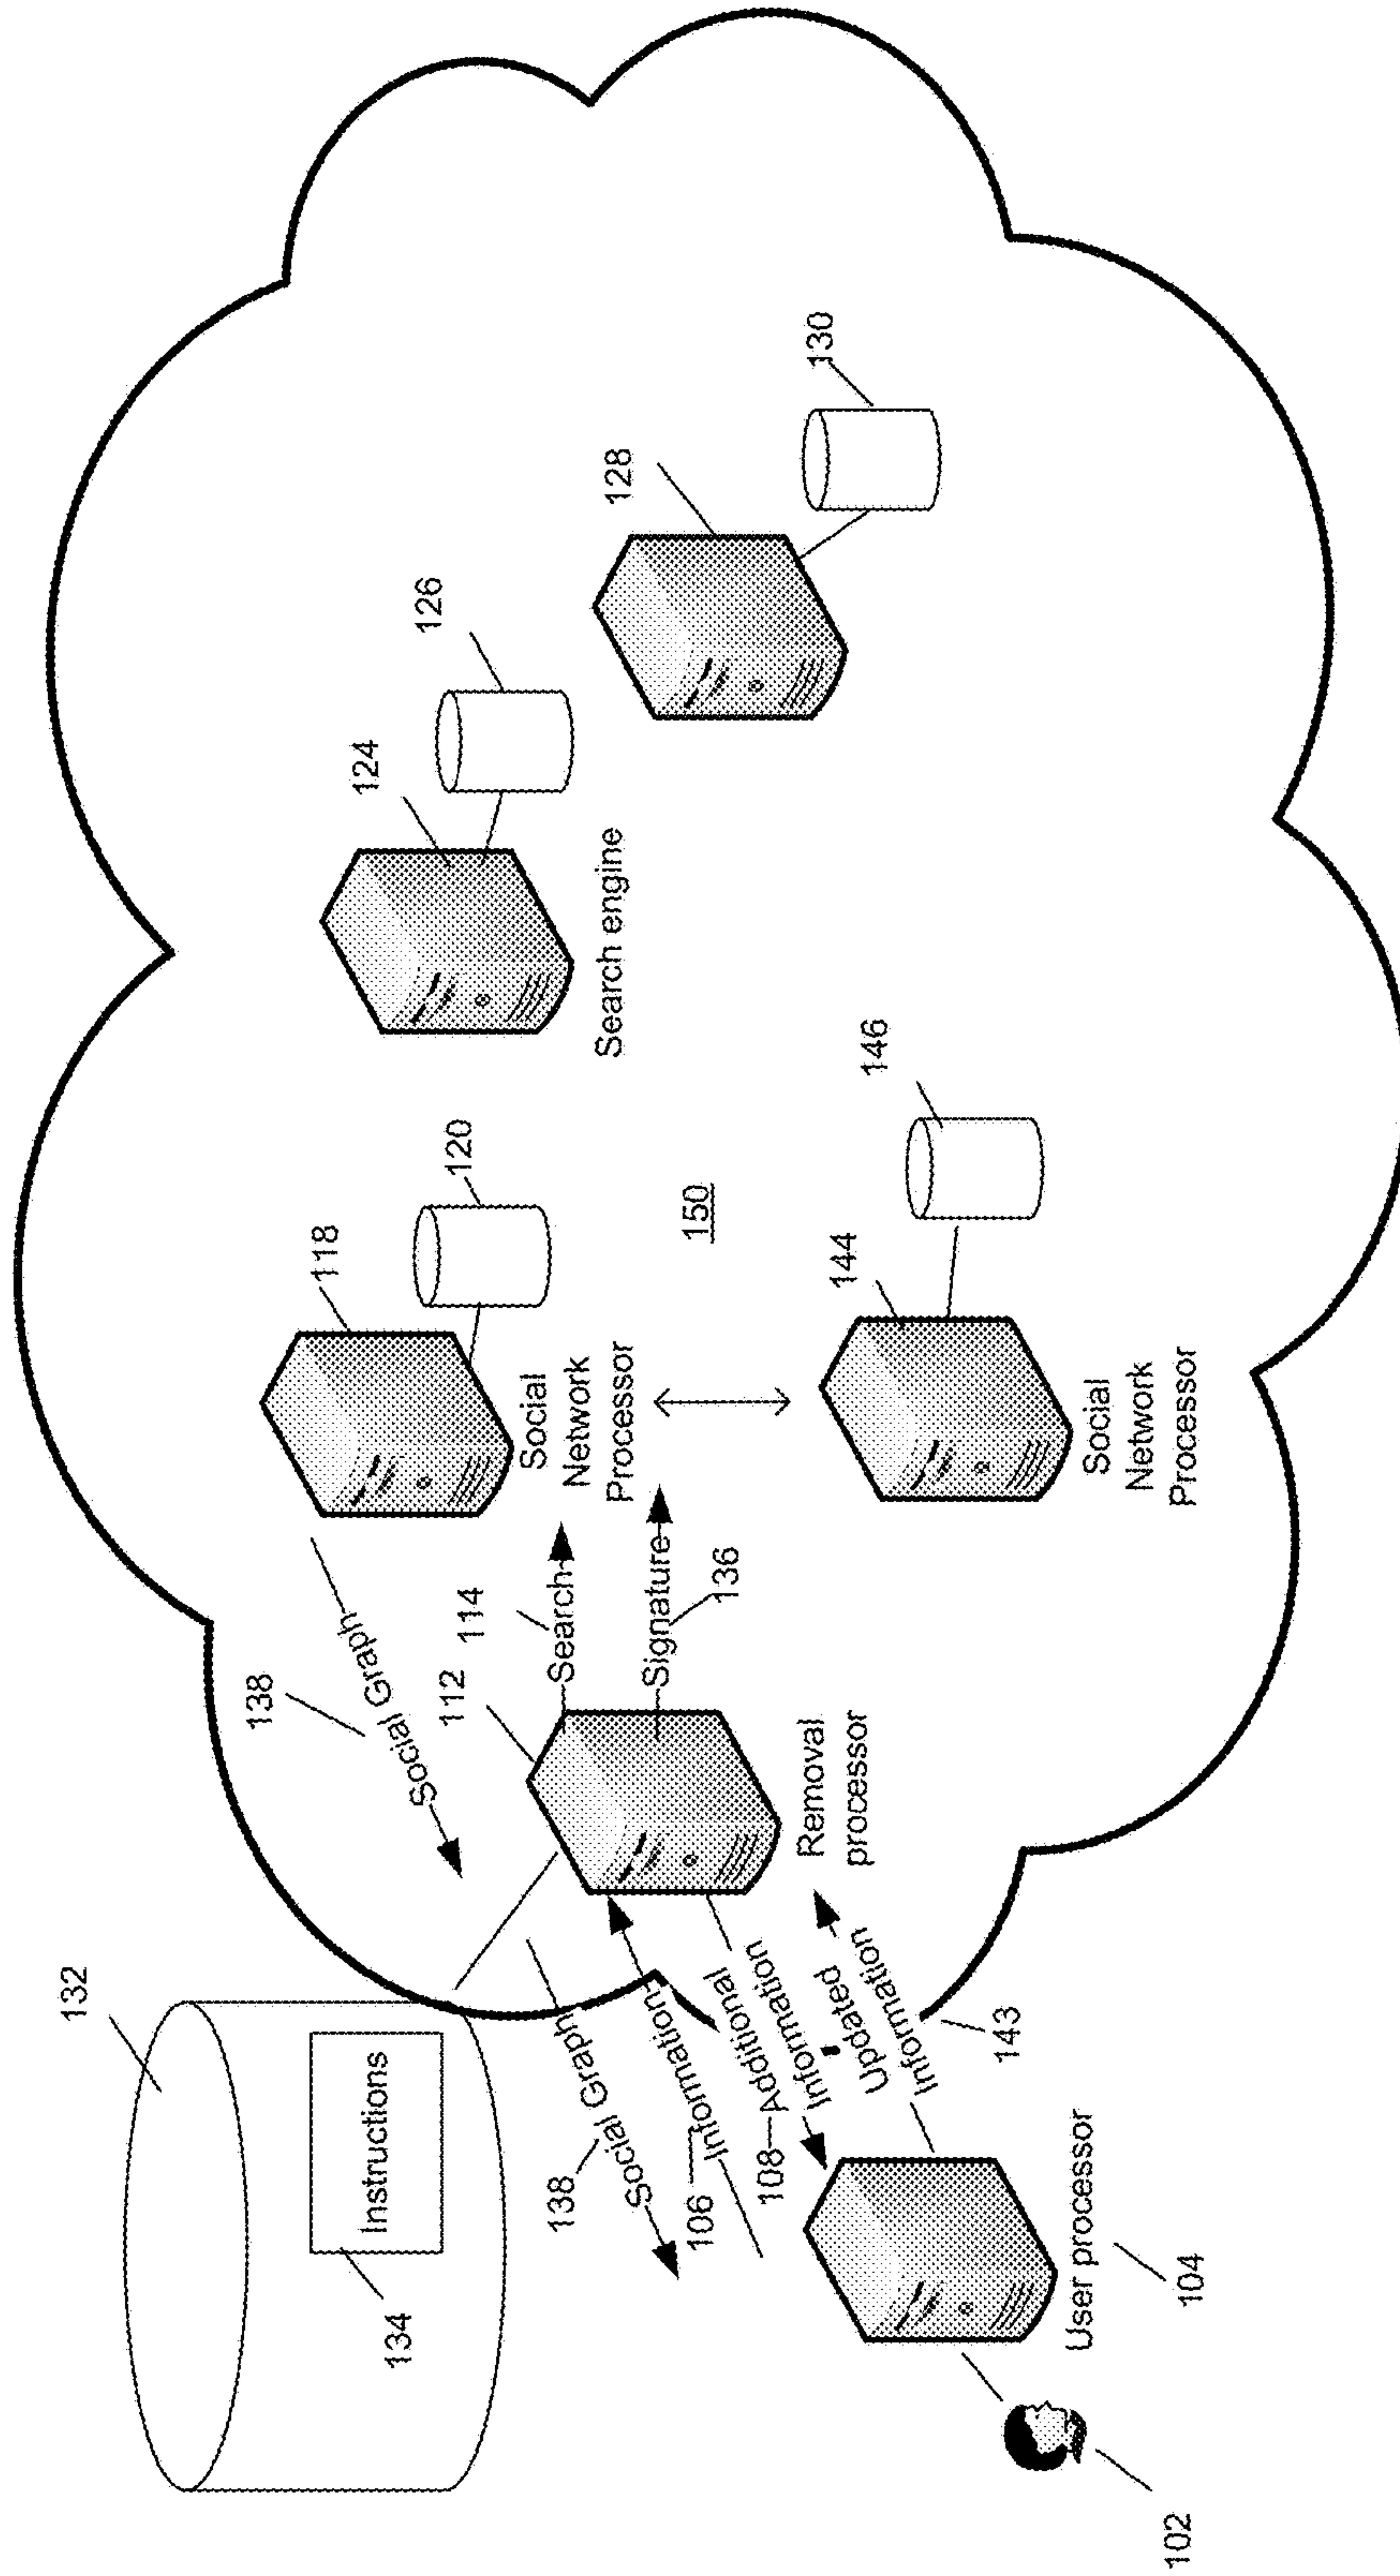 132
Instructions
134
138
Social Graph
112
114
Search
Signature
136
118
120
Social
Network
Processor
124
126
Search engine
128
130
150
144
146
Social
Network
Processor
Removal
processor
138
Social Graph
106
Information
108
Additional
Information
Updated
Information
143
User processor
104
102